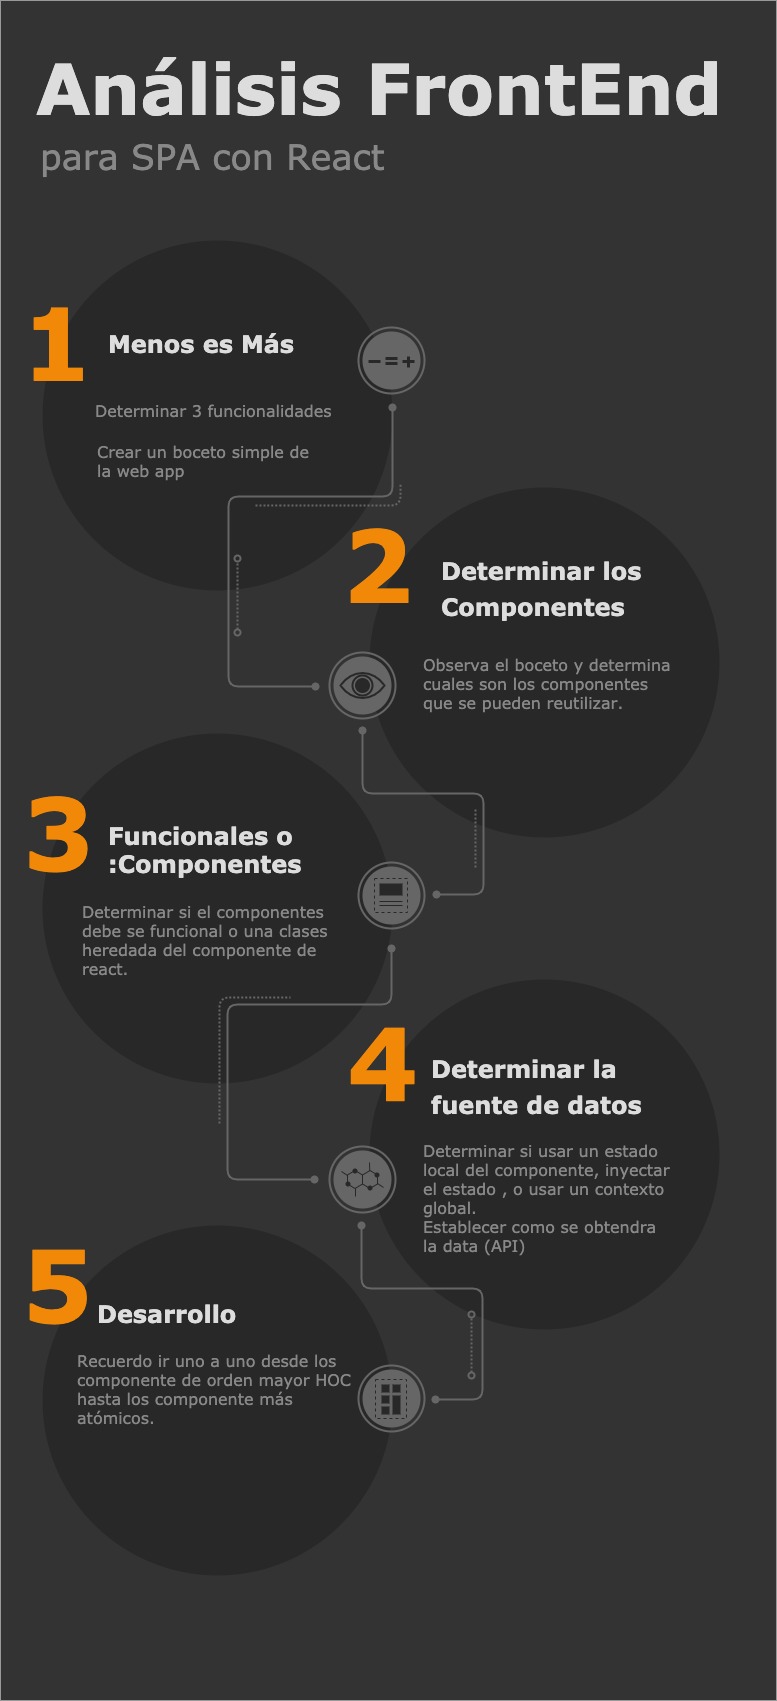 Análisis FrontEnd
para SPA con React
1
Menos es Más
Determinar 3 funcionalidades
Crear un boceto simple de
la web app
2
Determinar los
Componentes
Observa el boceto y determina
cuales son los componentes
que se pueden reutilizar.
3
Funcionales o
:Componentes
Determinar si el componentes
debe se funcional o una clases
heredada del componente de
react.
4
Determinar la
fuente de datos
Determinar si usar un estado
local del componente, inyectar
el estado , o usar un contexto
global.
Establecer como se obtendra
la data (API)
5
Desarrollo
Recuerdo ir uno a uno desde los
componente de orden mayor HOC
hasta los componente más
atómicos.